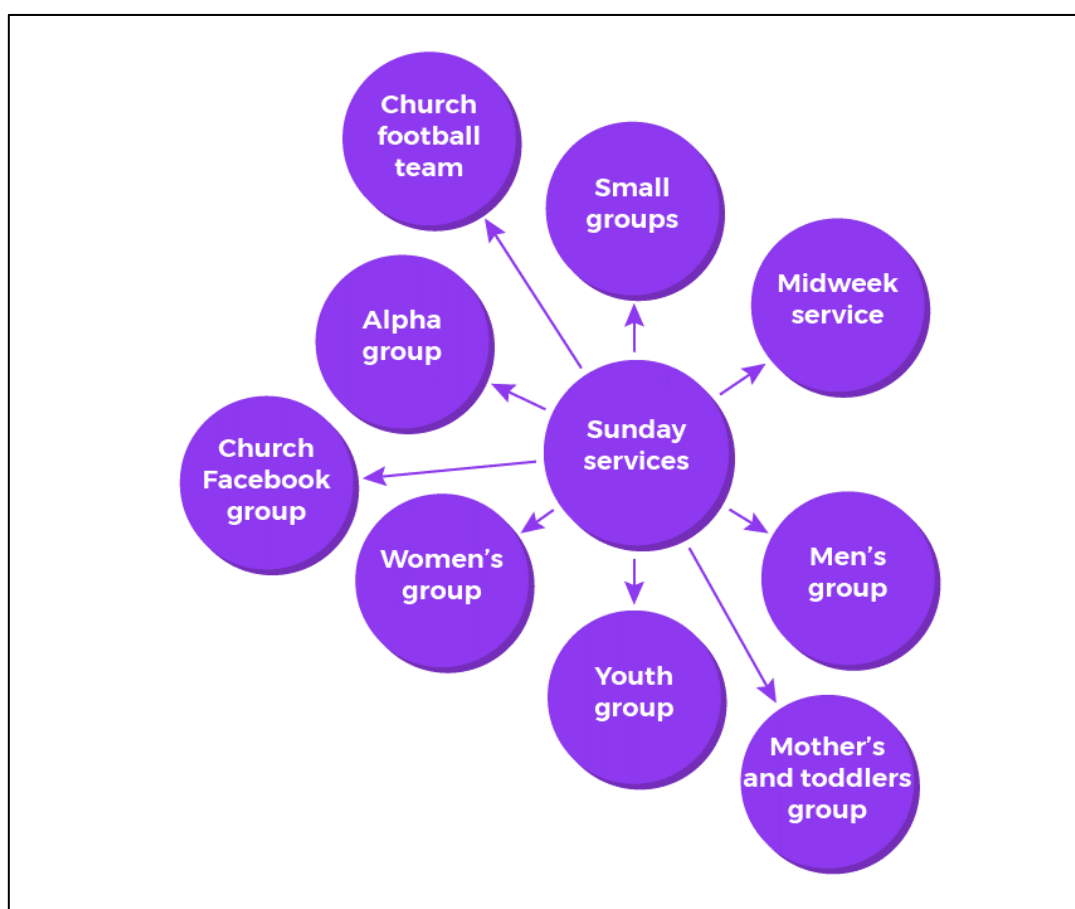 Church
football
team
Small
groups
Midweek
service
Alpha
group
Sunday
services
Church
Facebook
group
Women’s
group
Men’s
group
Youth
group
Mother’s
and toddlers
group